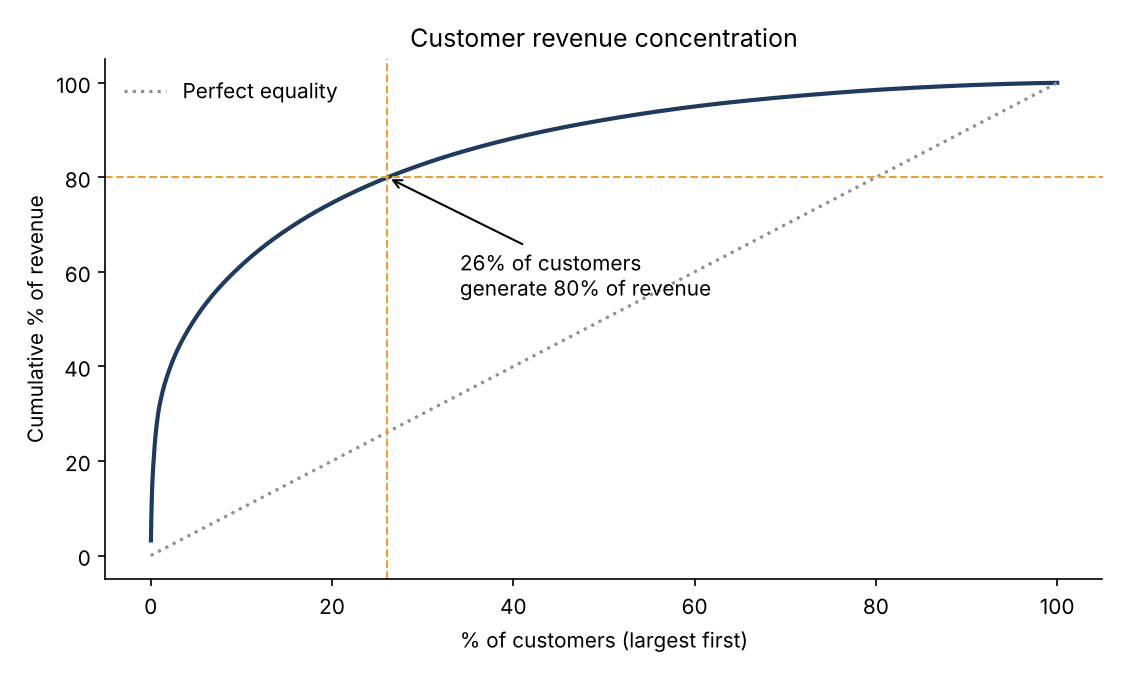 Customer revenue concentration
Perfect equality
Cumulative % of revenue
100
80
60
40
20
0
26% of customers
generate 80% of revenue
0
20
40
60
80
100
% of customers (largest first)